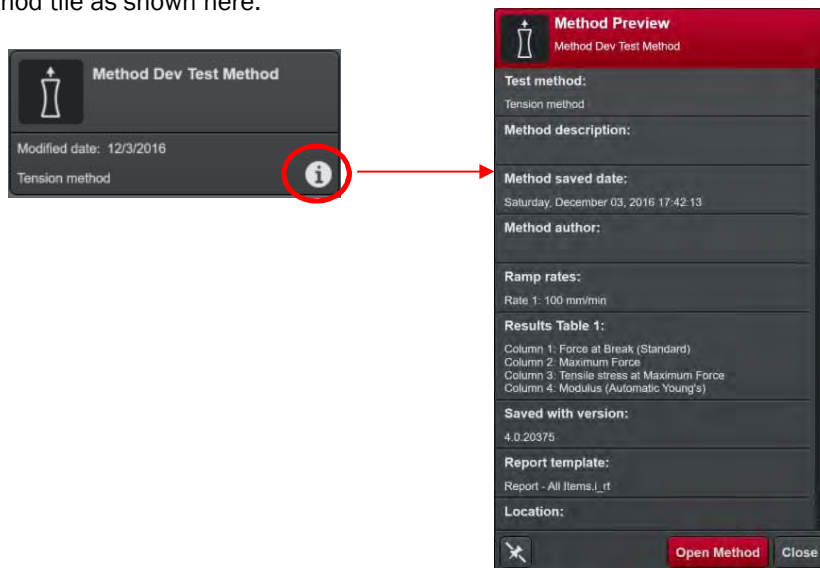 thod tile as shown here.
Method Dev Test Method
Modified date: 12/3/2016
Tension method
Method Preview
Method Dev Test Method
Test method:
Tension method
Method description:
Method saved date:
Saturday, December 03, 2016 17:42:13
Method author:
Ramp rates:
Rate 1: 100 mm/min
Results Table 1:
Column 1: Force at Break (Standard)
Column 2: Maximum Force
Column 3: Tensile stress at Maximum Force
Column 4: Modulus (Automatic Young's)
Saved with version:
4.0.20375
Report template:
Report - All Items.i_rt
Location:
Open Method
Close